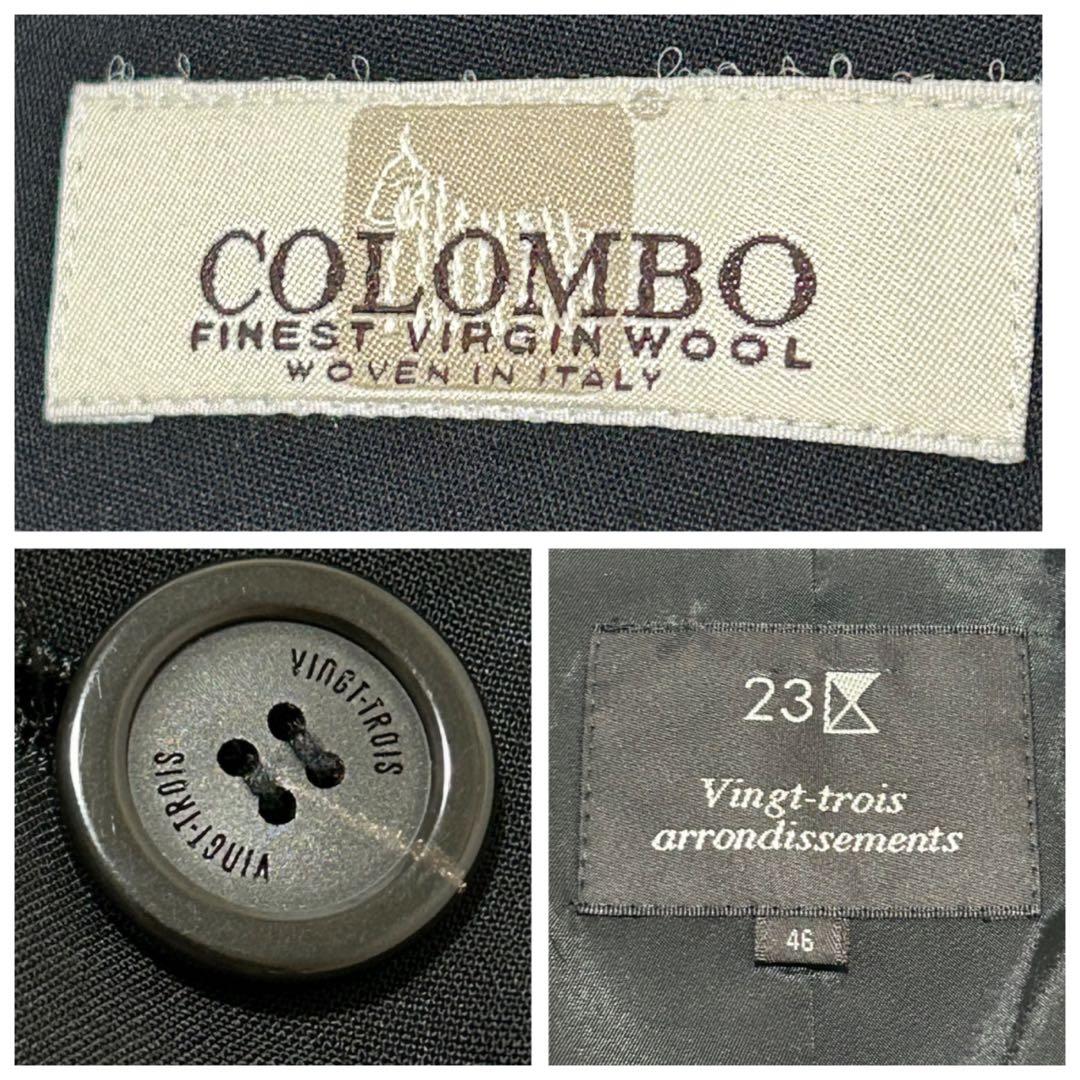 COLOMBO
FINEST VIRGIN WOOL
WOVEN IN ITALY
VINGT-TROIS
VINGT-TROIS
23
Vingt-trois
arrondissements
46